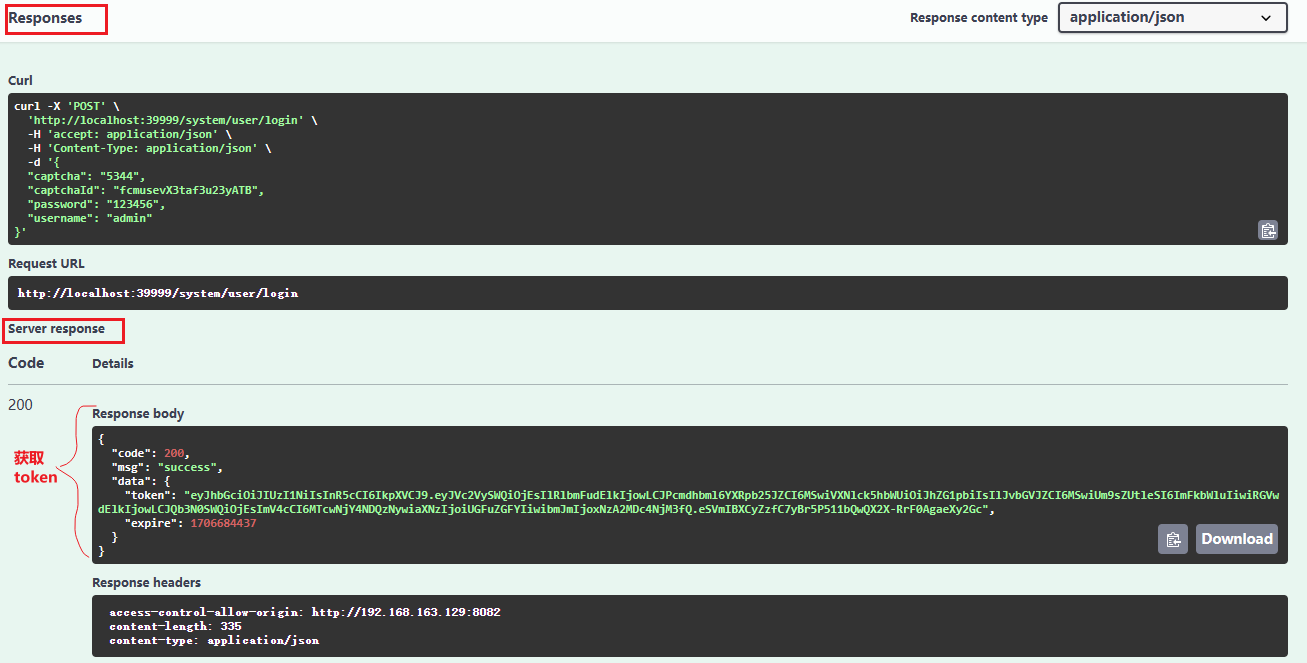 Responses
Response content type
application/json
Curl
curl -X 'POST' \
'http://localhost:39999/system/user/login' \
-H 'accept: application/json' \
-H 'Content-Type: application/json' \
-d '{
"captcha": "5344",
"captchaId": "fcmusevX3taf3u23yATB",
"password": "123456",
"username": "admin"
}'
Request URL
http://localhost:39999/system/user/login
Server response
Code
Details
200
获取
token
Response body
{
"code": 200,
"msg": "success",
"data": {
"token": "eyJhbGciOiJIUzI1NiIsInR5cCI6IkpXVCJ9.eyJVc2VySWQiOjEsIlRlbmFudElkIjowLCJPcmdhbml6YXRpb25JZCI6MSwiVXNlck5hbWUiOiJhZG1pbiIsIlJvbGVJZCI6MSwiUm9sZUtleSI6ImFkbWluIiwiRGVw
dElkIjowLCJQb3N0SWQiOjEsImV4cCI6MTcwNjY4NDQzNywiaXNzIjoiUGFuZGFYIiwibmJmIjoxNzA2MDc4NjM3fQ.eSVmIBXCyZzfC7yBr5P511bQwQX2X-RrF0AgaeXy2Gc",
"expire": 1706684437
}
}
Download
Response headers
access-control-allow-origin: http://192.168.163.129:8082
content-length: 335
content-type: application/json